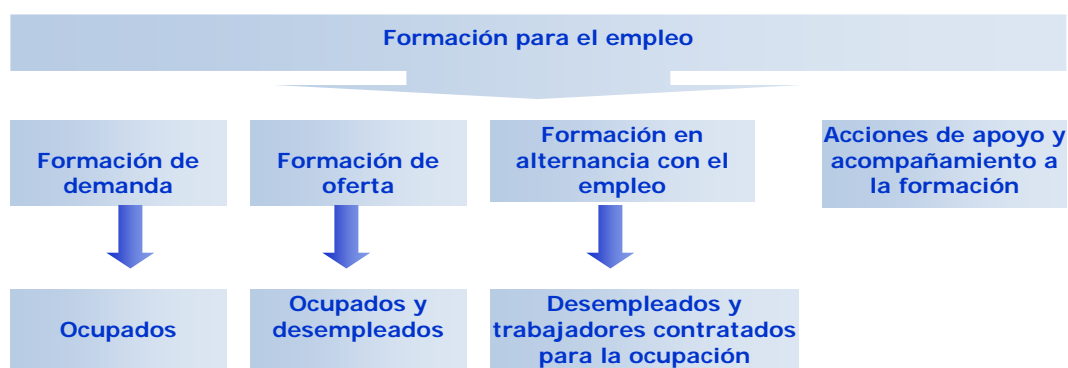 Formación para el empleo
Formación de
demanda
Formación de
oferta
Formación en
alternancia con el
empleo
Acciones de apoyo y
acompañamiento a
la formación
Ocupados
Ocupados y
desempleados
Desempleados y
trabajadores contratados
para la ocupación